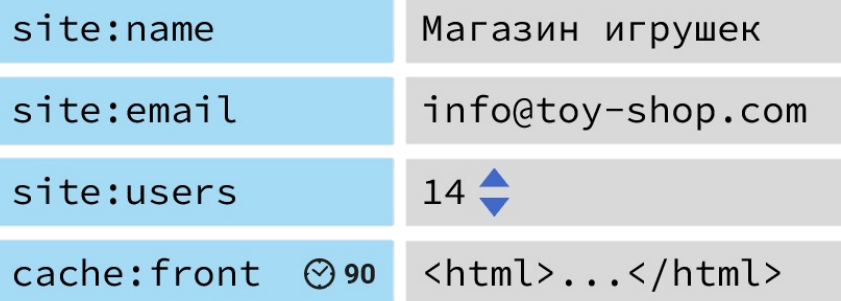 site:name Магазин игрушек
site:email info@toy-shop.com
site:users 14
cache:front 90 <html>...</html>